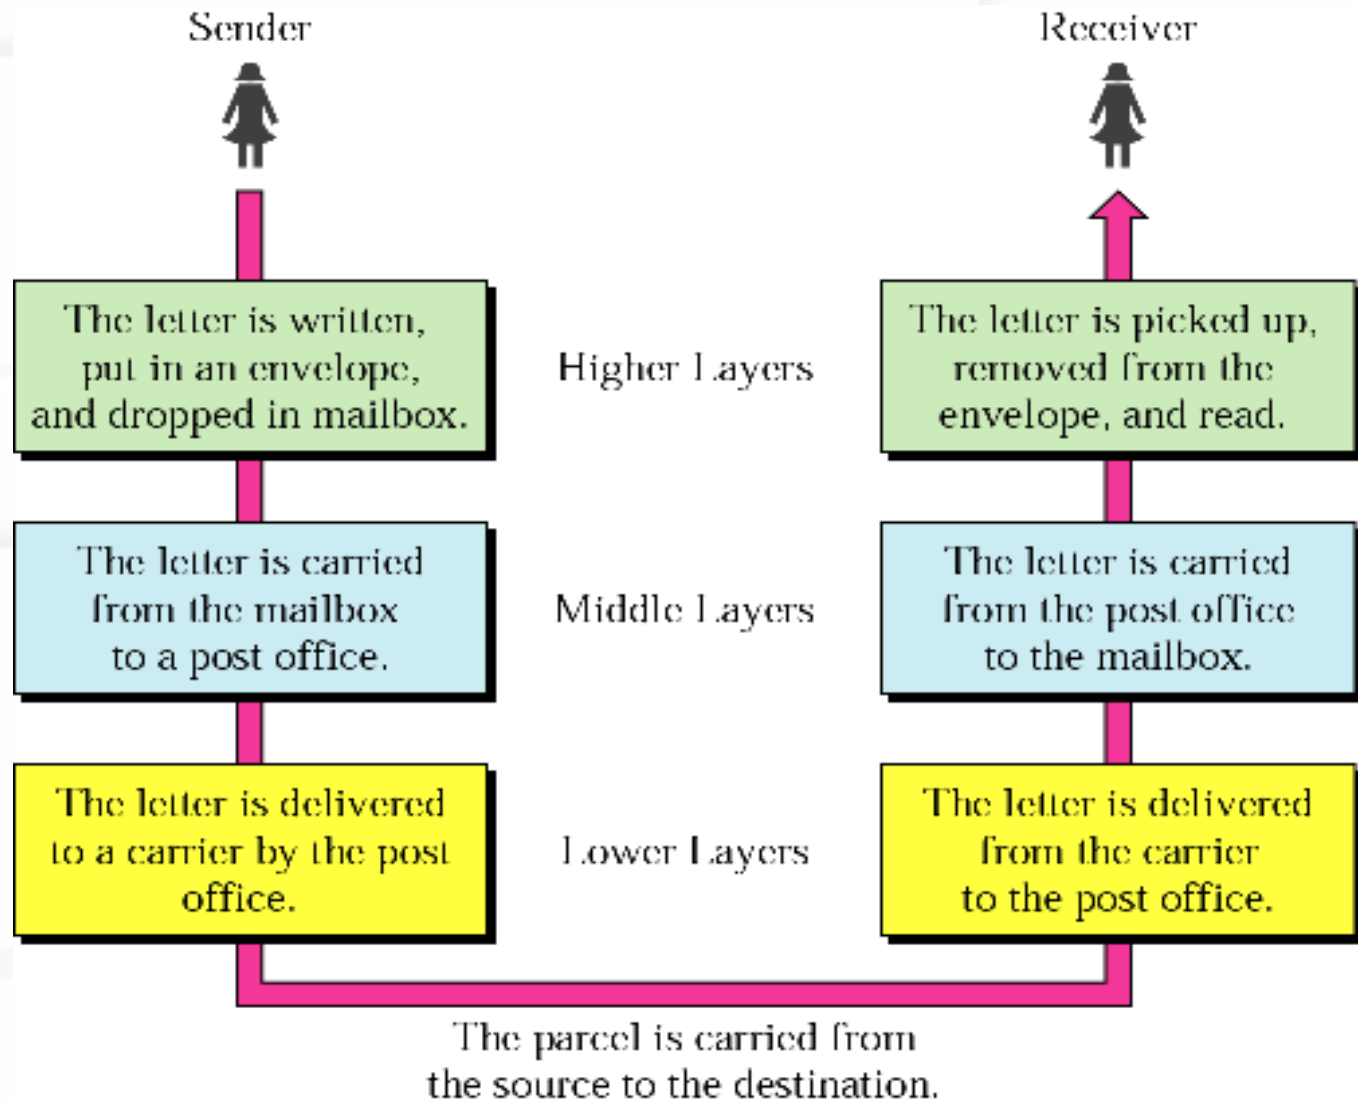 Sender
Receiver
The letter is written,
put in an envelope,
and dropped in mailbox.
Higher Layers
The letter is picked up,
removed from the
envelope, and read.
The letter is carried
from the mailbox
to a post office.
Middle Layers
The letter is carried
from the post office
to the mailbox.
The letter is delivered
to a carrier by the post
office.
Lower Layers
The letter is delivered
from the carrier
to the post office.
The parcel is carried from
the source to the destination.